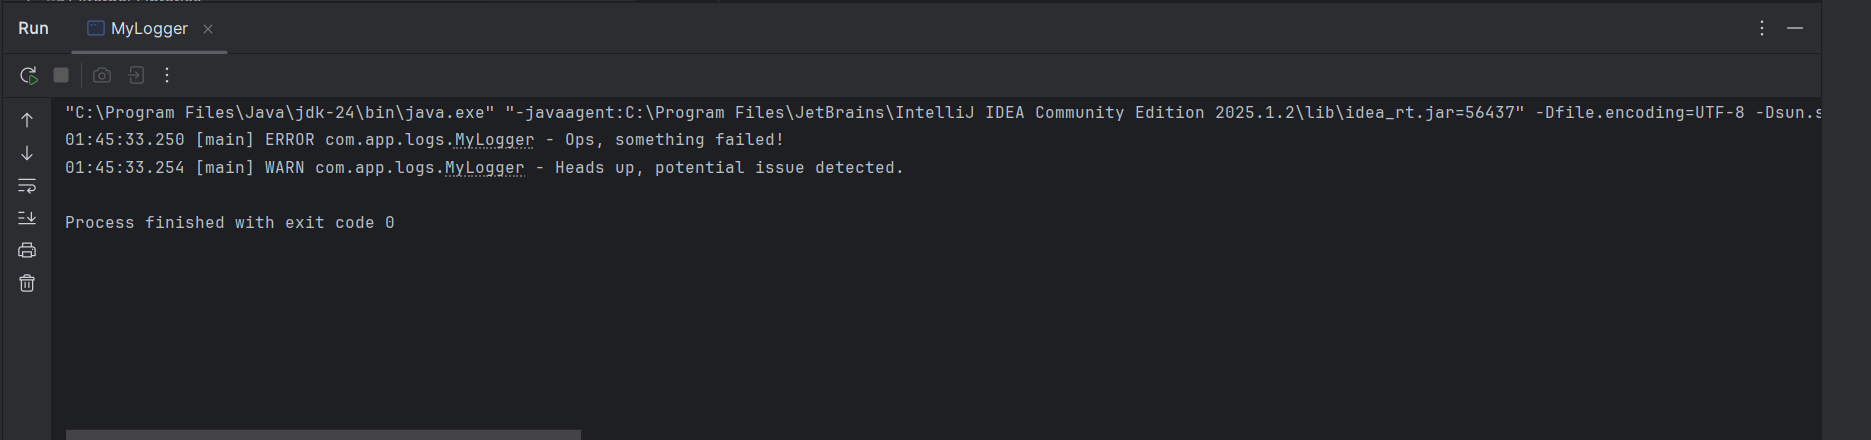 Run MyLogger
"C:\Program Files\Java\jdk-24\bin\java.exe" "-javaagent:C:\Program Files\JetBrains\IntelliJ IDEA Community Edition 2025.1.2\lib\idea_rt.jar=56437" -Dfile.encoding=UTF-8 -Dsun.s
01:45:33.250 [main] ERROR com.app.logs.MyLogger - Ops, something failed!
01:45:33.254 [main] WARN com.app.logs.MyLogger - Heads up, potential issue detected.
Process finished with exit code 0